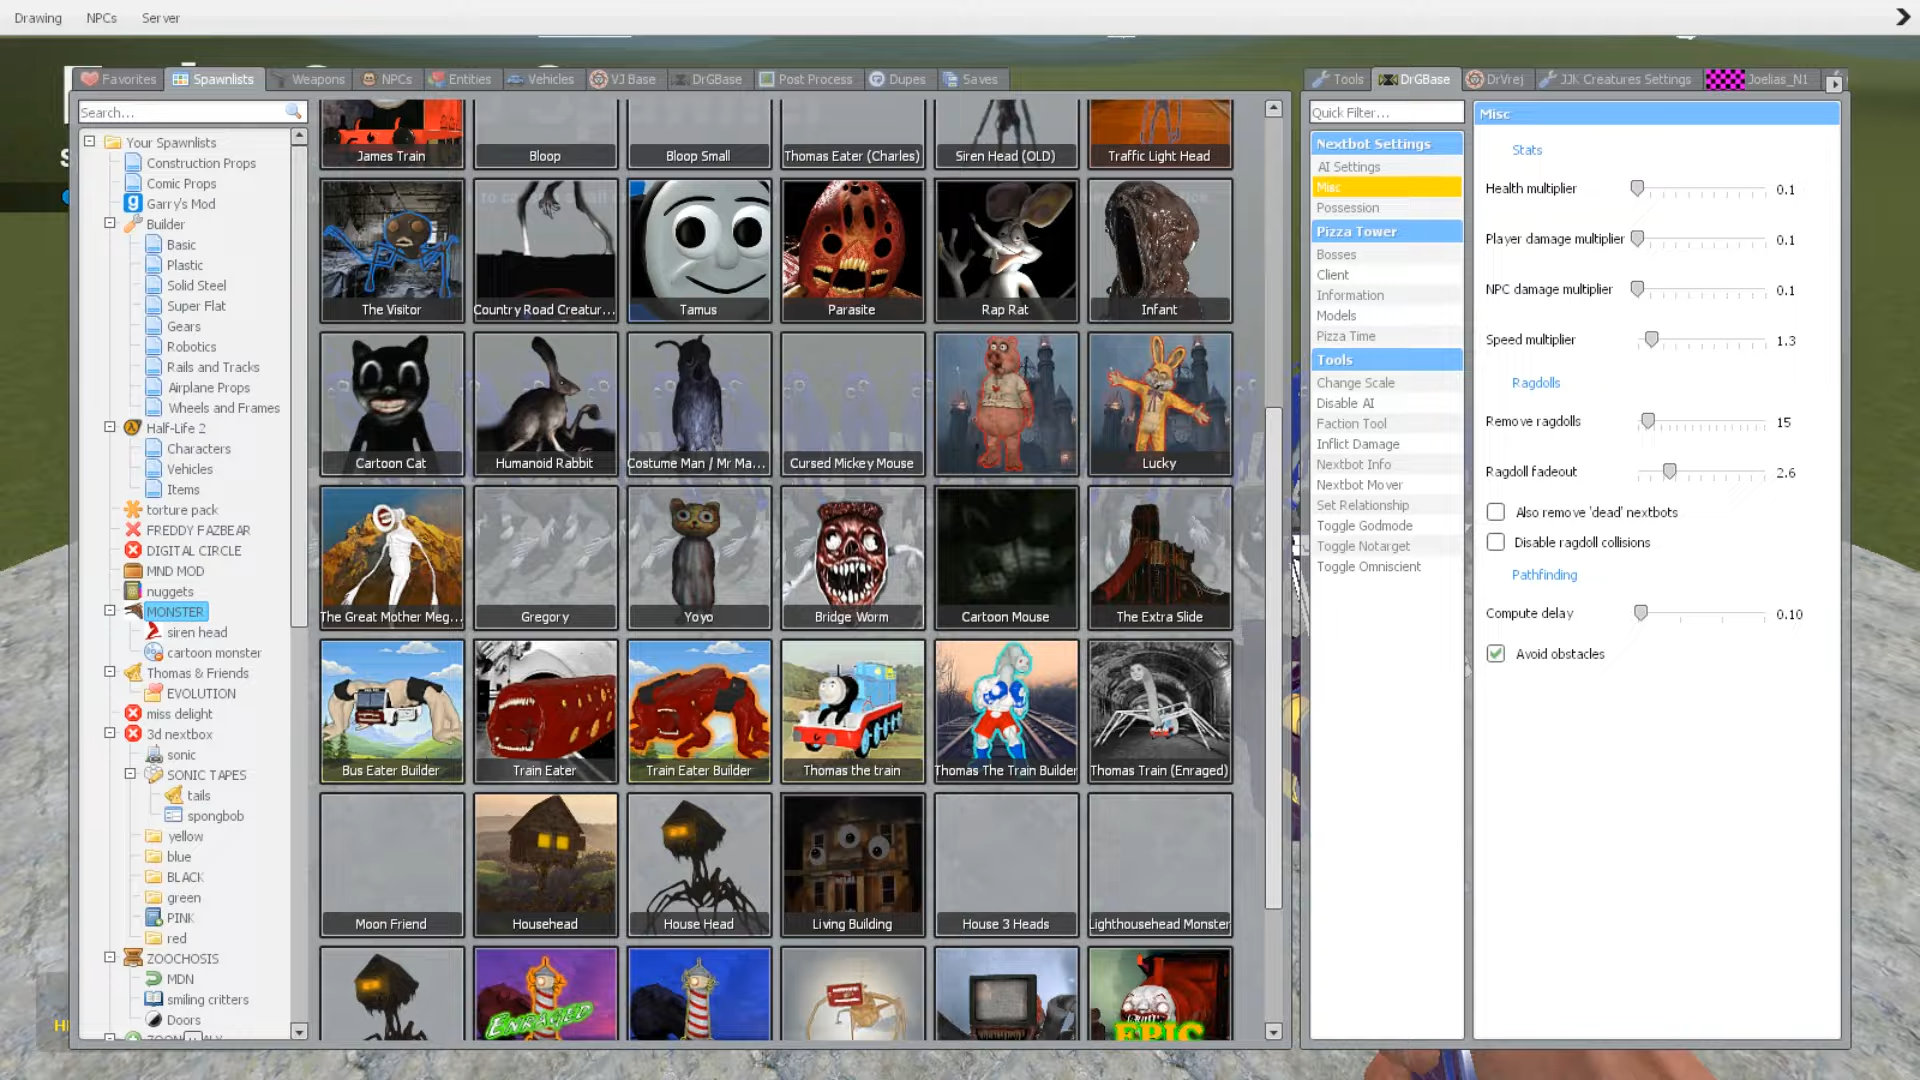 Drawing NPCs Server
Favorites Spawnlists Weapons NPCs Entities Vehicles VJ Base DrGBase Post Process Dupes Saves
Search...
Your Spawnlists
Construction Props
Comic Props
Garry's Mod
Builder
Basic
Plastic
Solid Steel
Super Flat
Gears
Robotics
Rails and Tracks
Airplane Props
Wheels and Frames
Half-Life 2
Characters
Vehicles
Items
torture pack
FREDDY FAZBEAR
DIGITAL CIRCLE
MND MOD
nuggets
MONSTER
siren head
cartoon monster
Thomas & Friends
EVOLUTION
miss delight
3d nextbox
sonic
SONIC TAPES
tails
spongbob
yellow
blue
BLACK
green
PINK
red
ZOOCHOSIS
MDN
smiling critters
Doors
James Train Bloop Bloop Small Thomas Eater (Charles) Siren Head (OLD) Traffic Light Head
The Visitor Country Road Creatur... Tamus Parasite Rap Rat Infant
Cartoon Cat Humanoid Rabbit Costume Man / Mr Ma... Cursed Mickey Mouse Lucky
The Great Mother Meg... Gregory Yoyo Bridge Worm Cartoon Mouse The Extra Slide
Bus Eater Builder Train Eater Train Eater Builder Thomas the train Thomas The Train Builder Thomas Train (Enraged)
Moon Friend Househead House Head Living Building House 3 Heads Lighthousehead Monster
ENRAGED
EPIC
Tools DrGBase DrVrej JJK Creatures Settings Joelias_N1
Quick Filter...
Nextbot Settings
AI Settings
Misc
Possession
Pizza Tower
Bosses
Client
Information
Models
Pizza Time
Tools
Change Scale
Disable AI
Faction Tool
Inflict Damage
Nextbot Info
Nextbot Mover
Set Relationship
Toggle Godmode
Toggle Notarget
Toggle Omniscient
Misc
Stats
Health multiplier 0.1
Player damage multiplier 0.1
NPC damage multiplier 0.1
Speed multiplier 1.3
Ragdolls
Remove ragdolls 15
Ragdoll fadeout 2.6
Also remove 'dead' nextbots
Disable ragdoll collisions
Pathfinding
Compute delay 0.10
Avoid obstacles